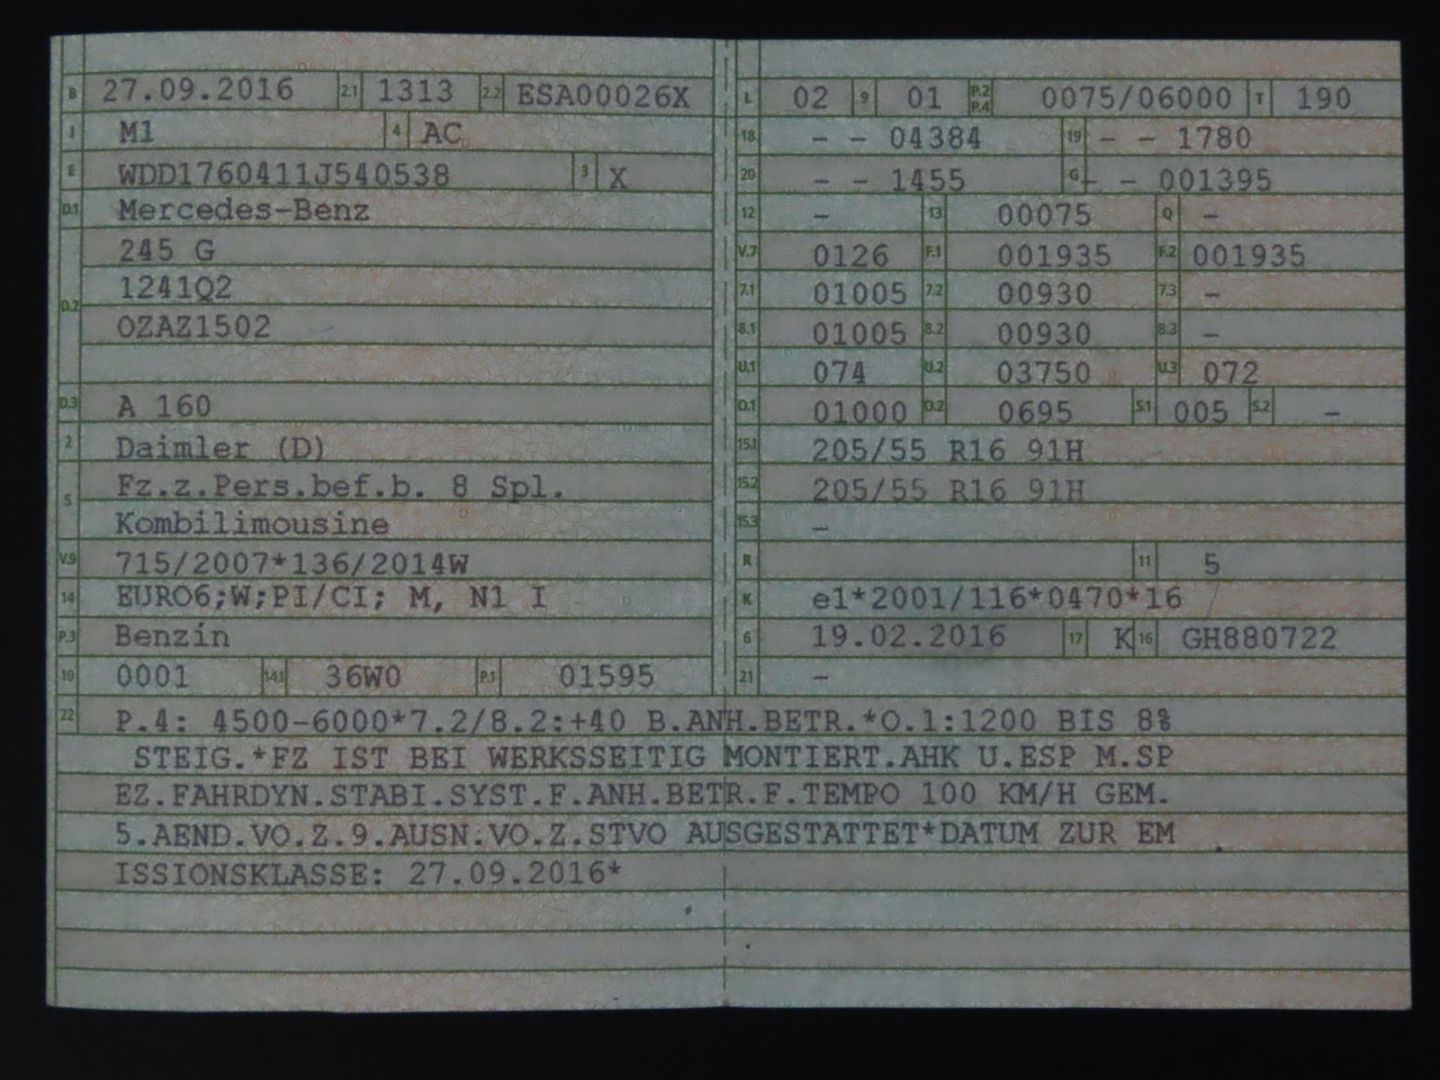 B 27.09.2016 2.1 1313 2.2 ESA00026X
J M1 4 AC
E WDD1760411J540538 3 X
D.1 Mercedes-Benz
245 G
D.2 1241Q2
OZAZ1502
D.3 A 160
2 Daimler (D)
5 Fz.z.Pers.bef.b. 8 Spl.
Kombilimousine
V.9 715/2007*136/2014W
14 EURO6;W;PI/CI; M, N1 I
P.3 Benzin
10 0001 14.1 36W0 P.1 01595
L 02 9 01 P.2 P.4 0075/06000 T 190
18 - - 04384 19 - - 1780
20 - - 1455 G - - 001395
12 - 13 00075 Q -
V.7 0126 F.1 001935 F.2 001935
7.1 01005 7.2 00930 7.3 -
8.1 01005 8.2 00930 8.3 -
U.1 074 U.2 03750 U.3 072
O.1 01000 O.2 0695 S.1 005 S.2 -
15.1 205/55 R16 91H
15.2 205/55 R16 91H
15.3 -
R 11 5
K e1*2001/116*0470*16
6 19.02.2016 17 K 16 GH880722
21 -
22 P.4: 4500-6000*7.2/8.2:+40 B.ANH.BETR.*O.1:1200 BIS 8%
STEIG.*FZ IST BEI WERKSSEITIG MONTIERT.AHK U.ESP M.SP
EZ.FAHRDYN.STABI.SYST.F.ANH.BETR.F.TEMPO 100 KM/H GEM.
5.AEND.VO.Z.9.AUSN.VO.Z.STVO AUSGESTATTET*DATUM ZUR EM
ISSIONSKLASSE: 27.09.2016*